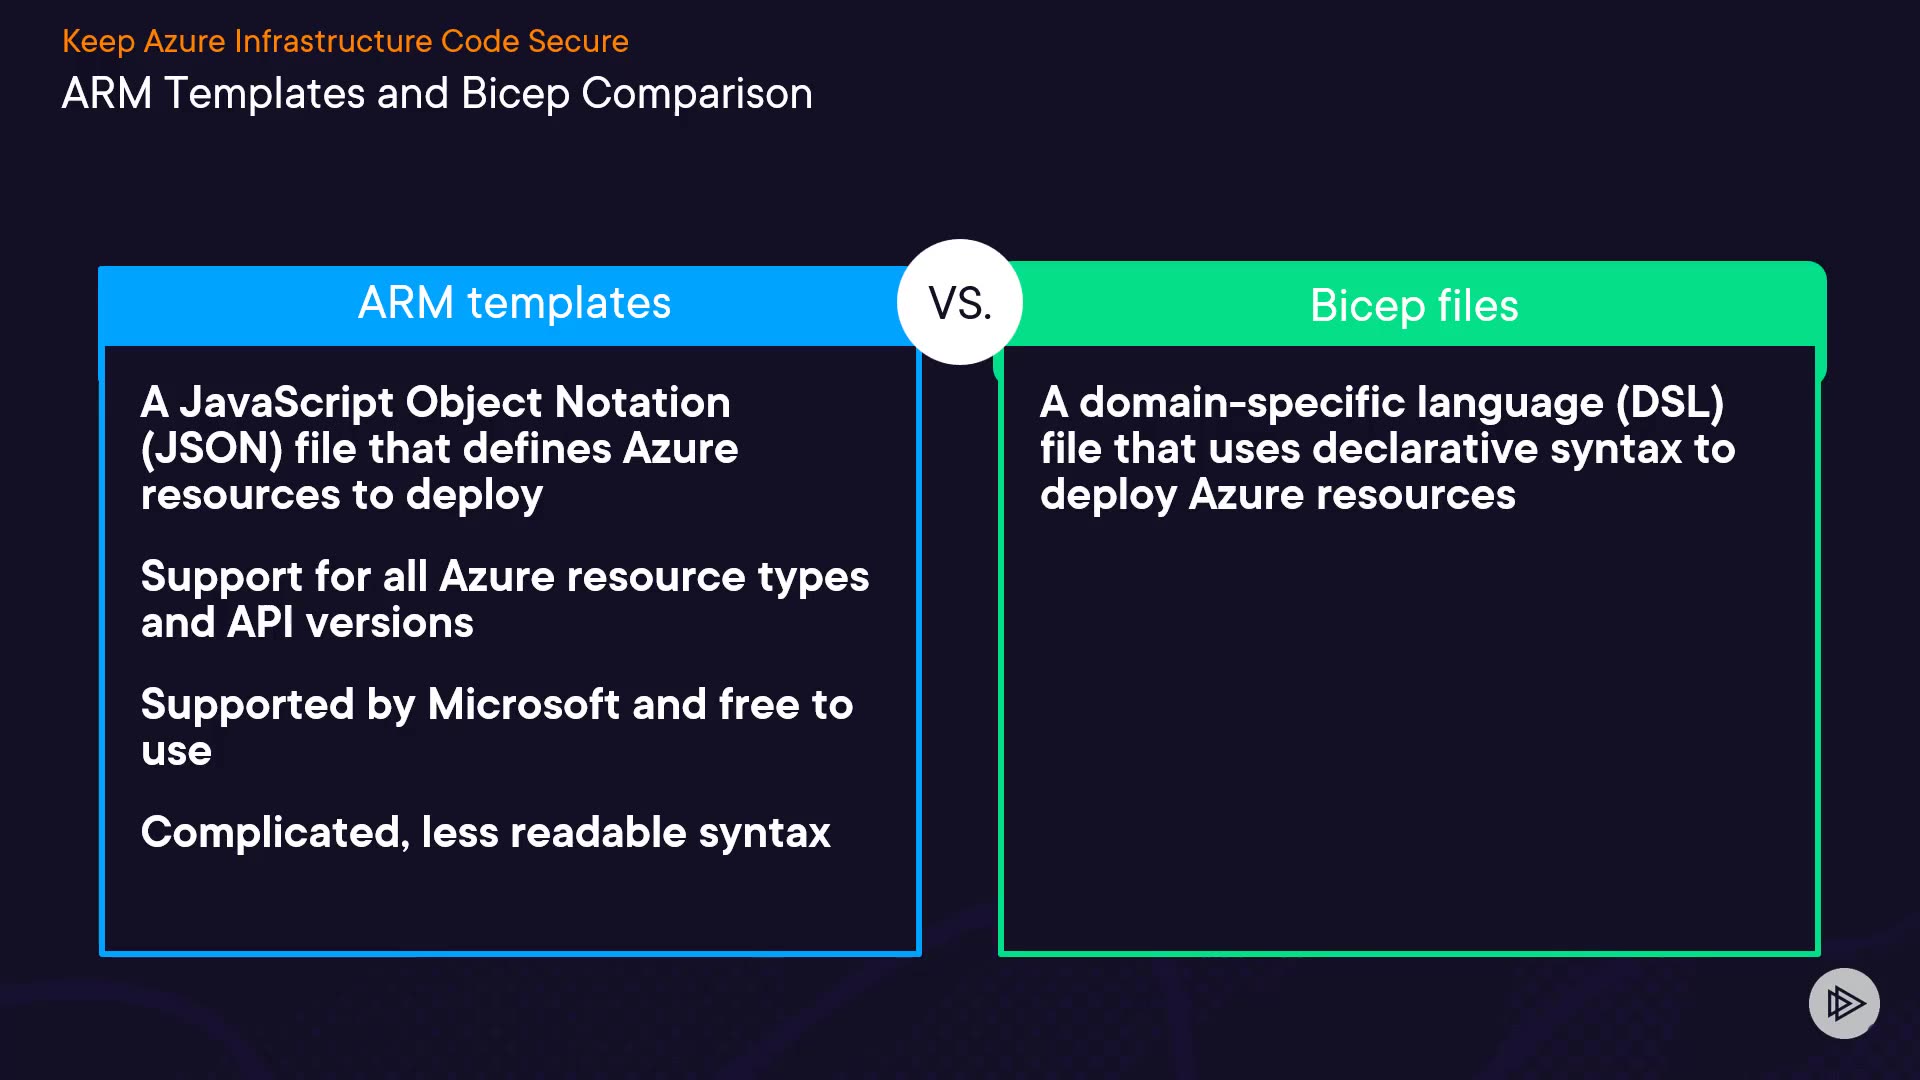 Keep Azure Infrastructure Code Secure
ARM Templates and Bicep Comparison
ARM templates
VS.
Bicep files
A JavaScript Object Notation
(JSON) file that defines Azure
resources to deploy
Support for all Azure resource types
and API versions
Supported by Microsoft and free to
use
Complicated, less readable syntax
A domain-specific language (DSL)
file that uses declarative syntax to
deploy Azure resources